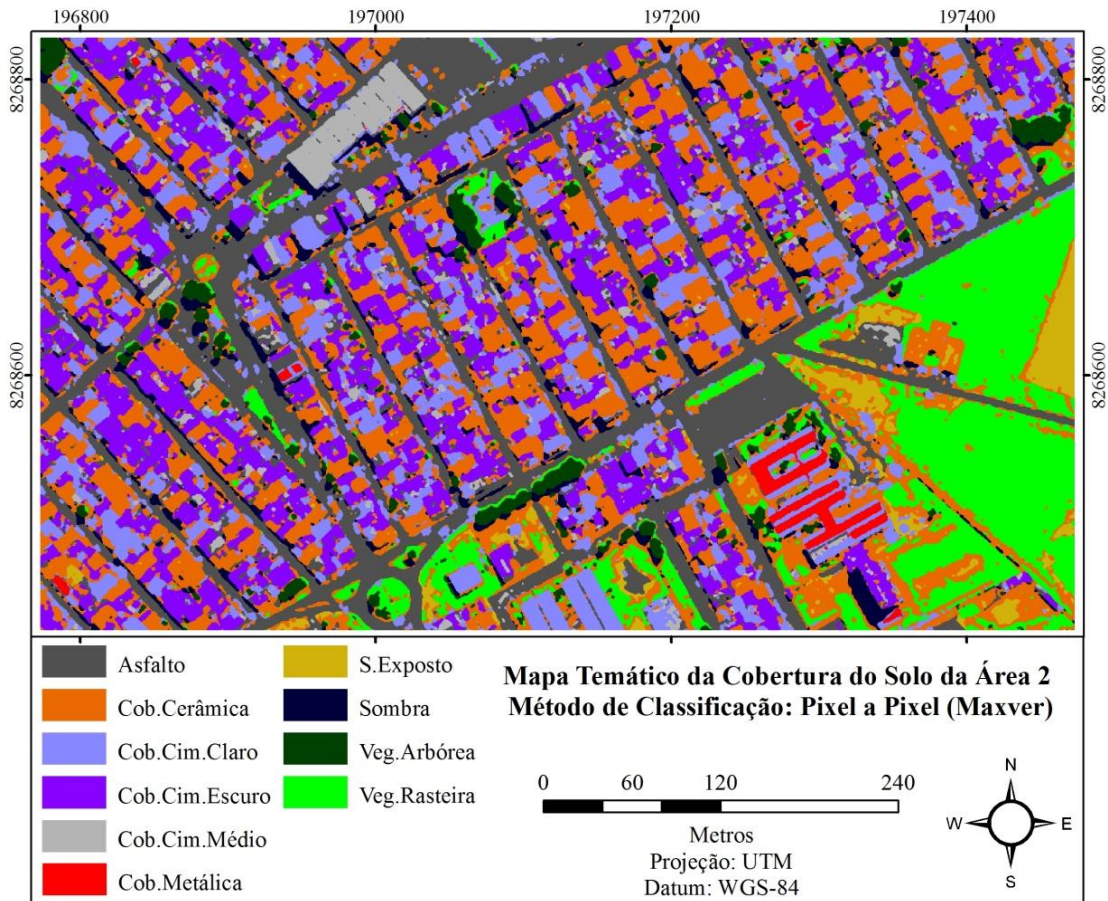 196800 197000 197200 197400
8268800 8268800
8268600 8268600
Asfalto
Cob.Cerâmica
Cob.Cim.Claro
Cob.Cim.Escuro
Cob.Cim.Médio
Cob.Metálica
S.Exposto
Sombra
Veg.Arbórea
Veg.Rasteira
Mapa Temático da Cobertura do Solo da Área 2
Método de Classificação: Pixel a Pixel (Maxver)
0 60 120 240
Metros
Projeção: UTM
Datum: WGS-84
N
W E
S